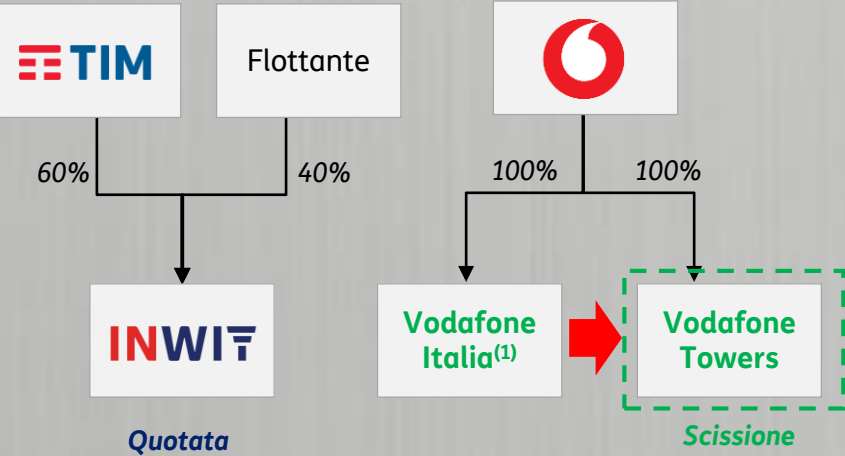 TIM
Flottante
60%
40%
100%
100%
INWIT
Vodafone
Italia(1)
Vodafone
Towers
Quotata
Scissione